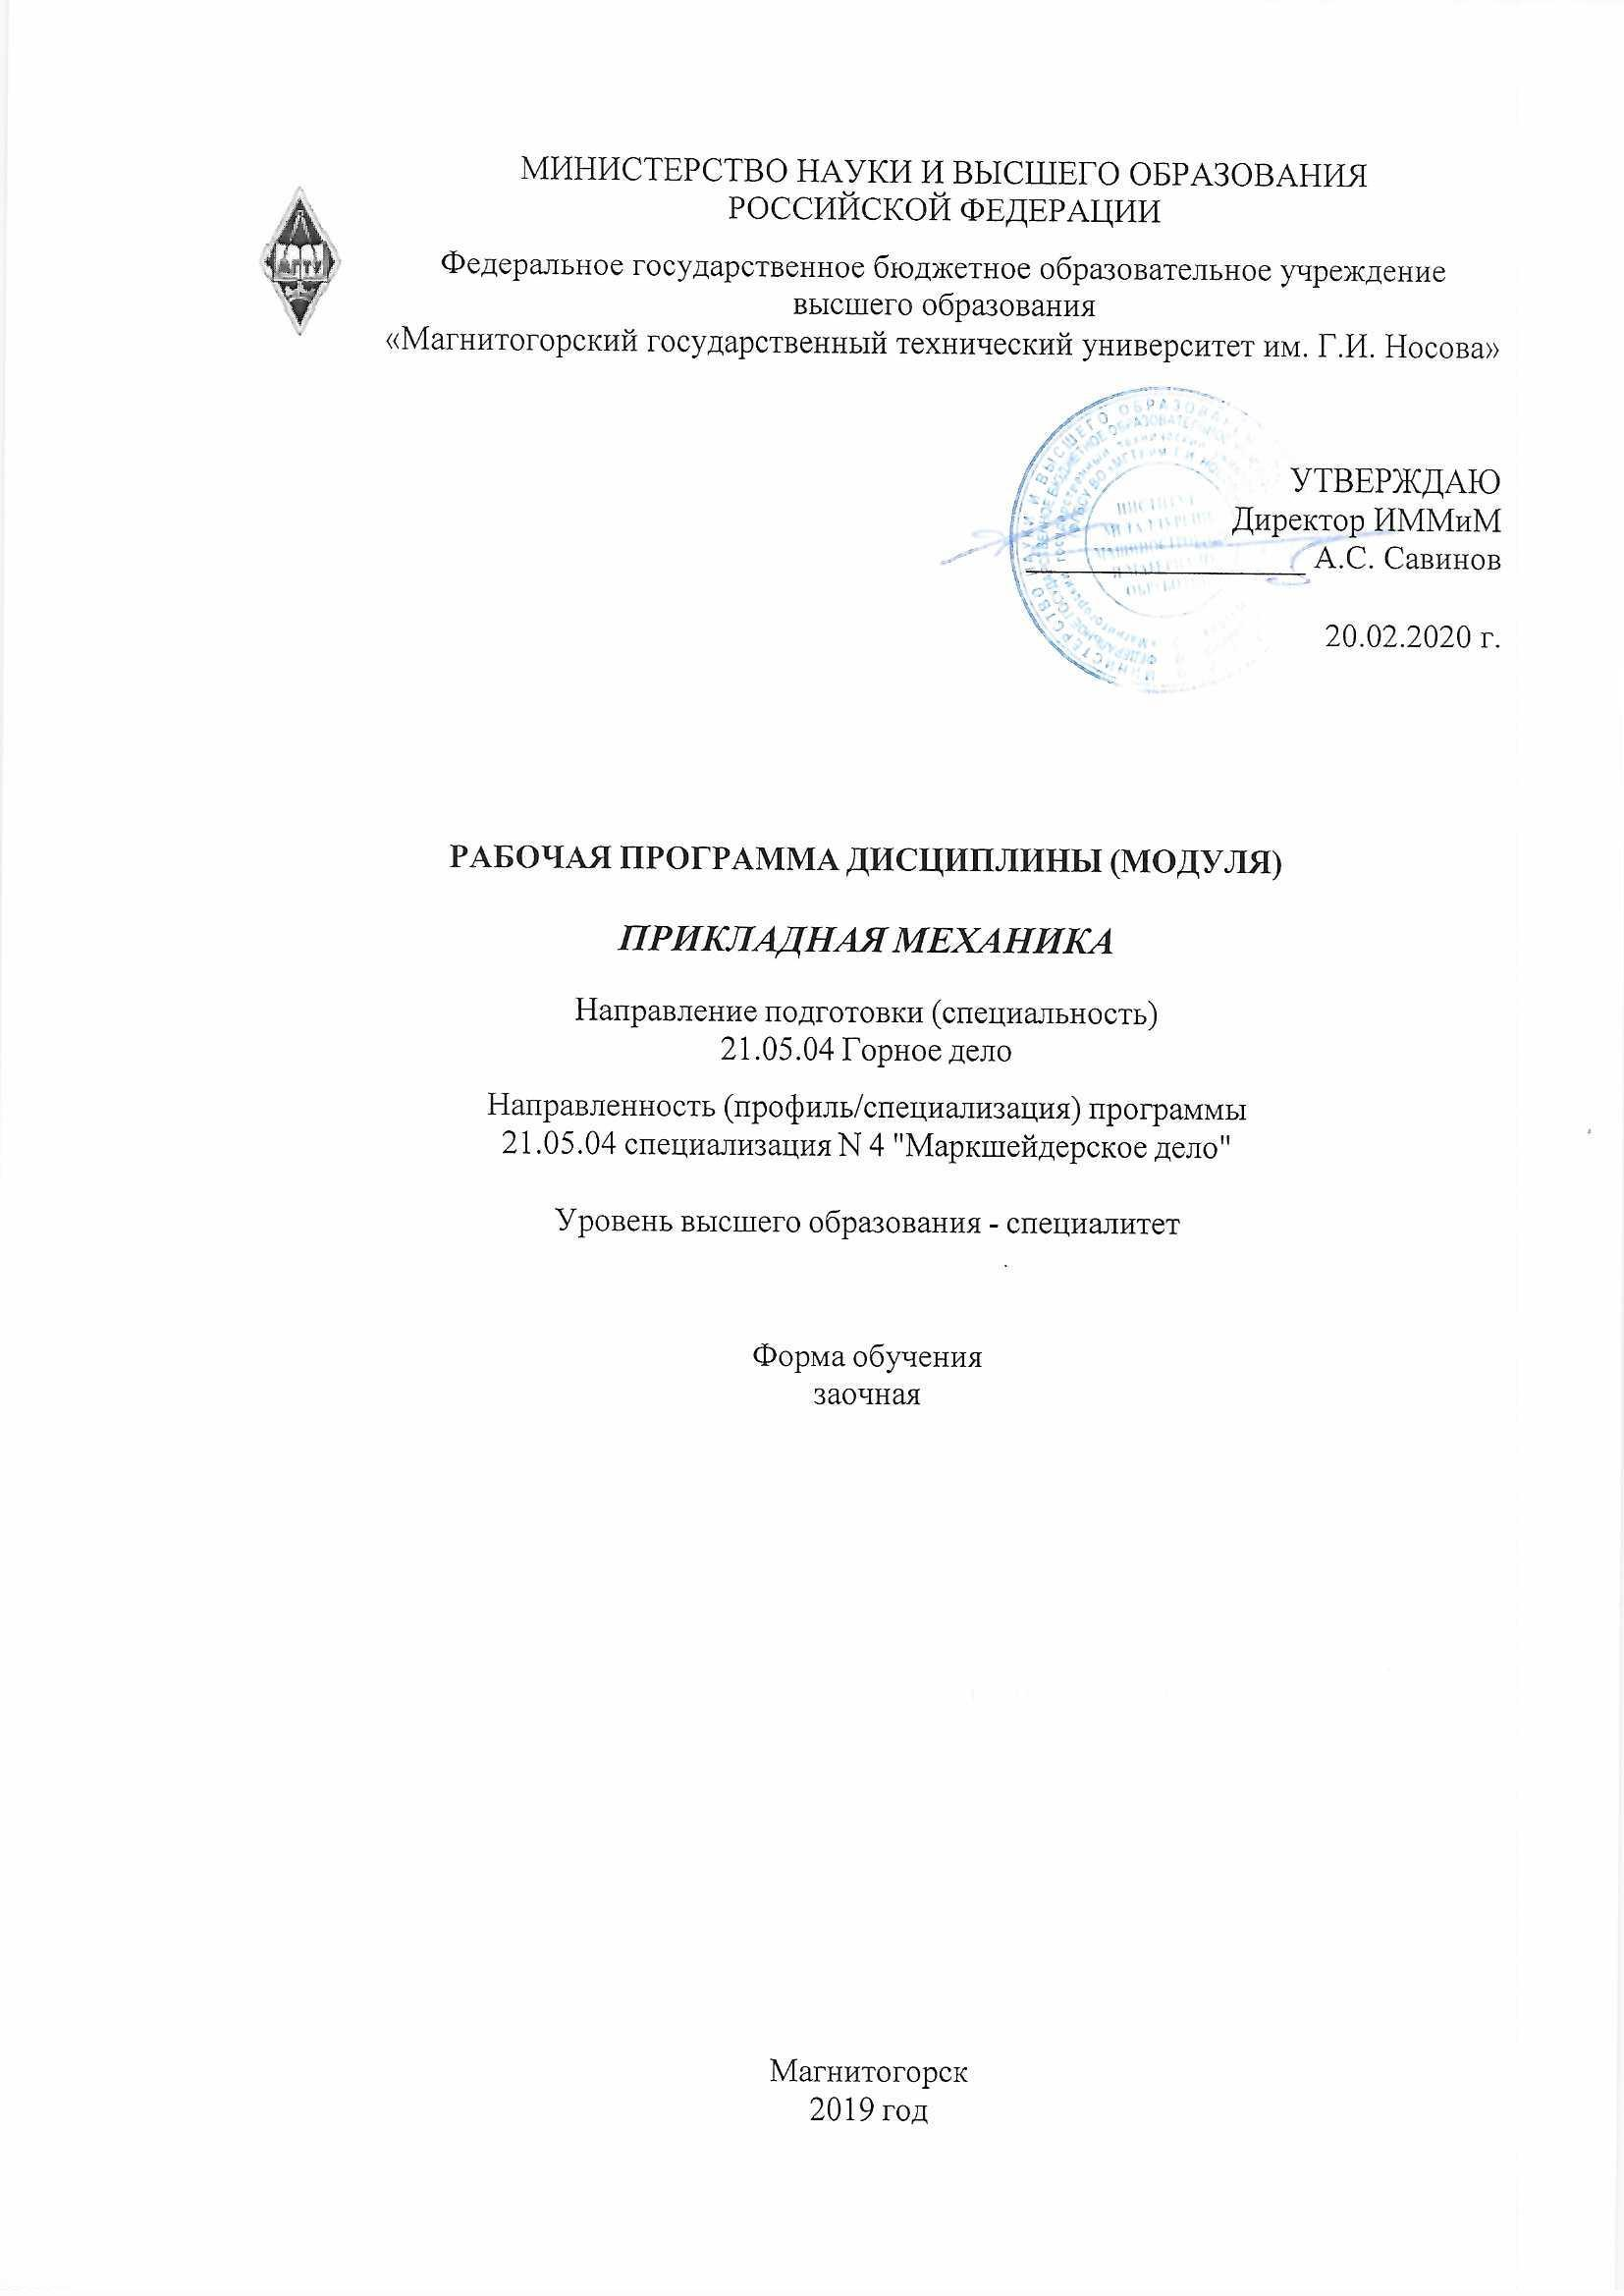 МИНИСТЕРСТВО НАУКИ И ВЫСШЕГО ОБРАЗОВАНИЯ
РОССИЙСКОЙ ФЕДЕРАЦИИ
Федеральное государственное бюджетное образовательное учреждение
высшего образования
«Магнитогорский государственный технический университет им. Г.И. Носова»
УТВЕРЖДАЮ
Директор ИММиМ
А.С. Савинов
20.02.2020 г.
РАБОЧАЯ ПРОГРАММА ДИСЦИПЛИНЫ (МОДУЛЯ)
ПРИКЛАДНАЯ МЕХАНИКА
Направление подготовки (специальность)
21.05.04 Горное дело
Направленность (профиль/специализация) программы
21.05.04 специализация N 4 "Маркшейдерское дело"
Уровень высшего образования - специалитет
Форма обучения
заочная
Магнитогорск
2019 год